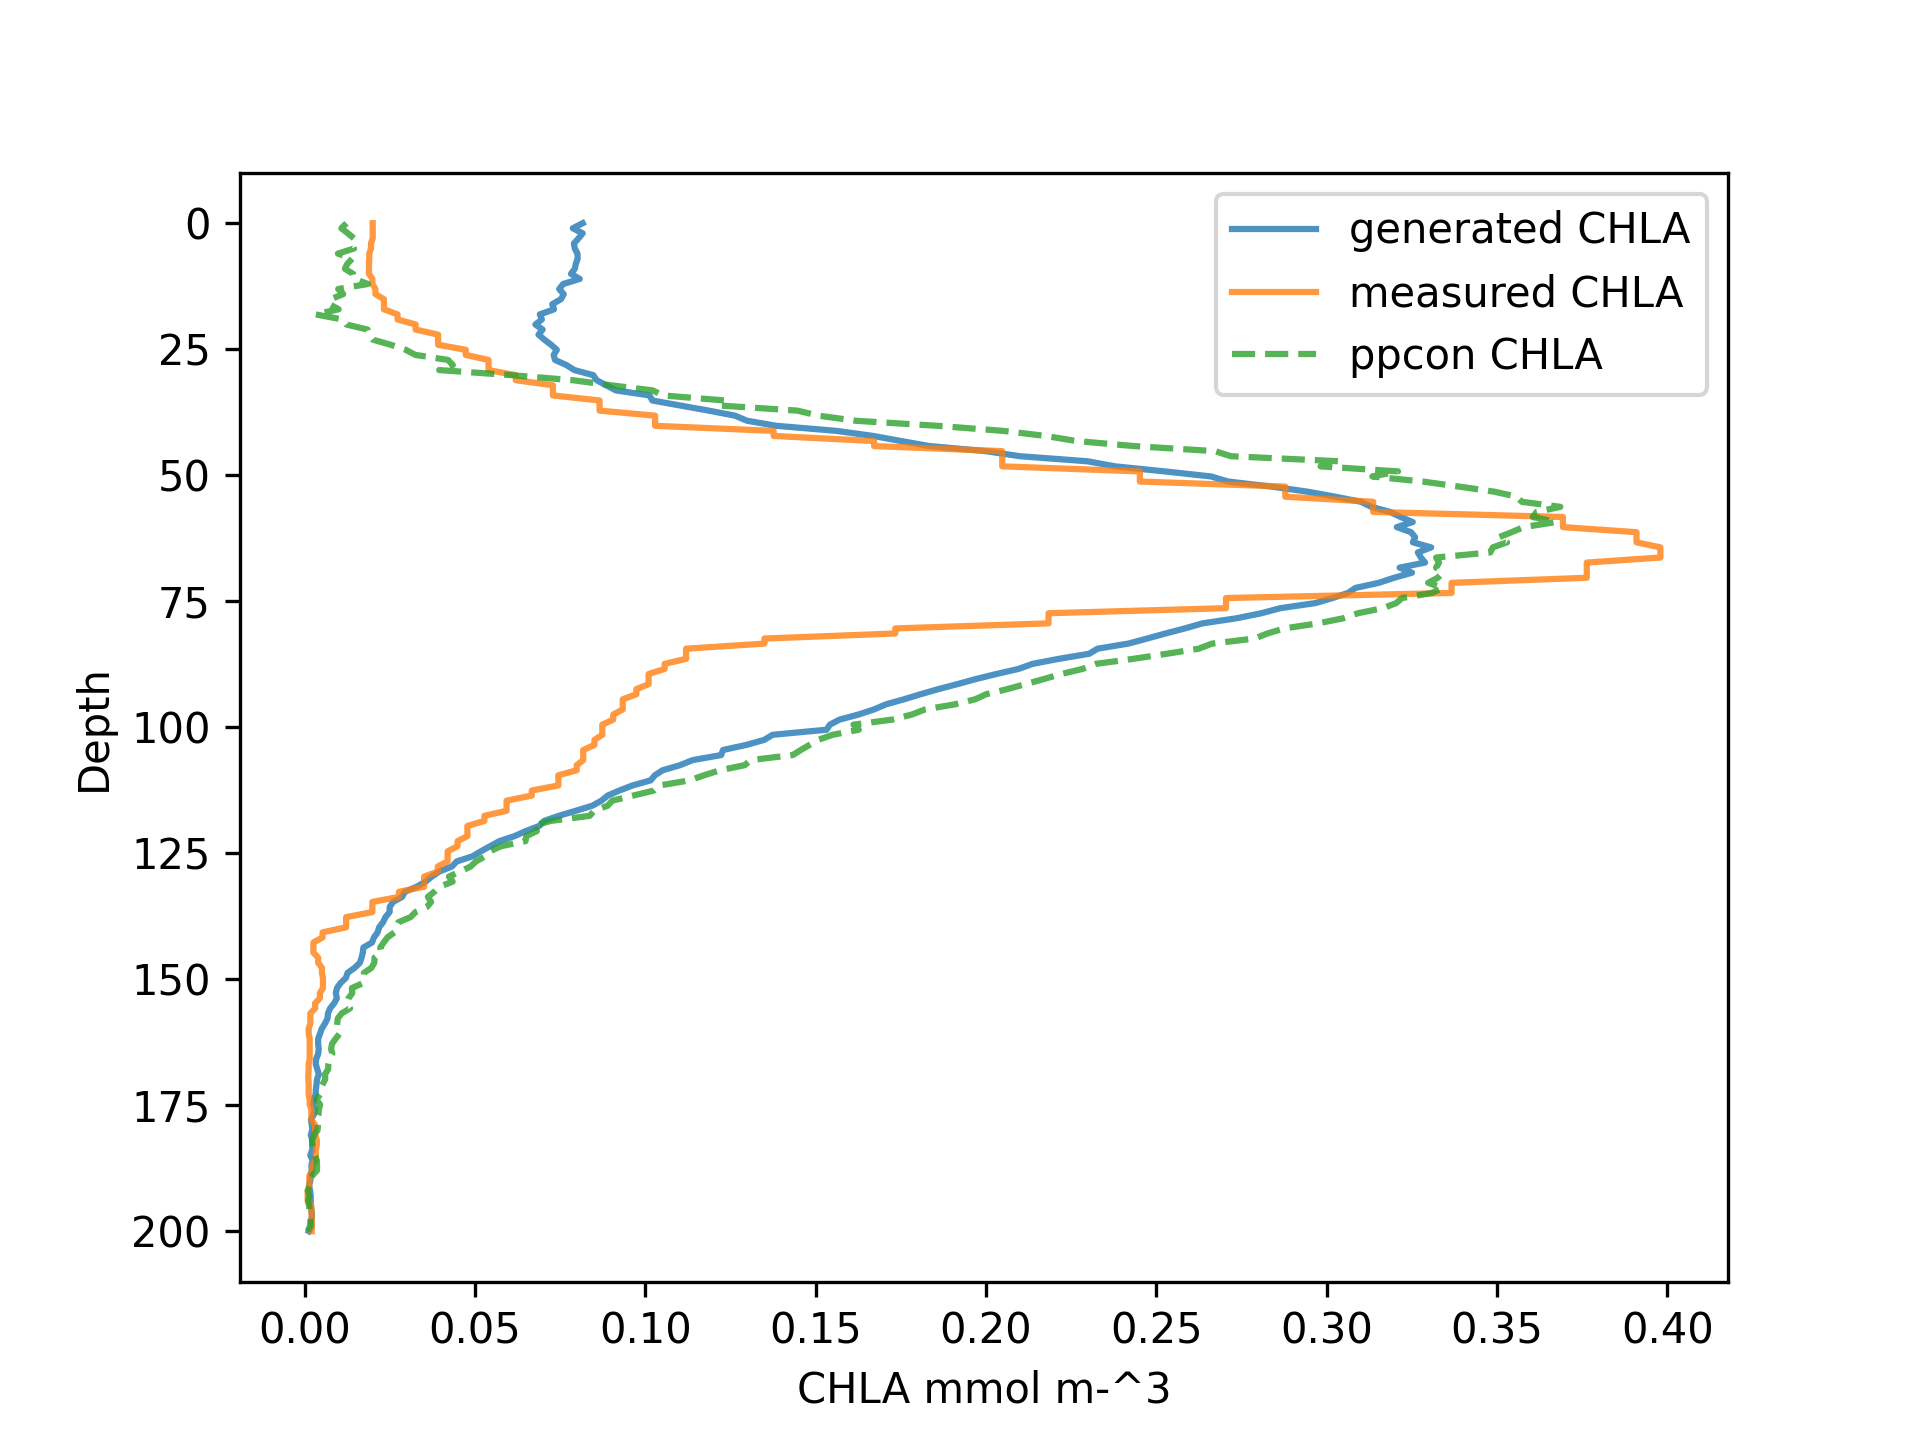 generated CHLA
measured CHLA
ppcon CHLA
0
25
50
75
100
125
150
175
200
Depth
0.00 0.05 0.10 0.15 0.20 0.25 0.30 0.35 0.40
CHLA mmol m-^3